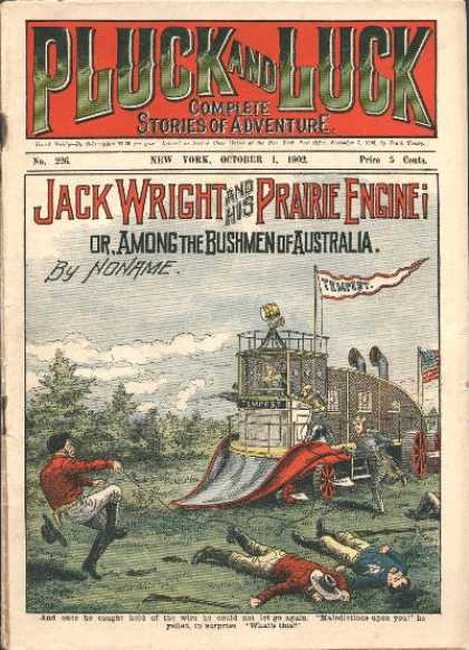 PLUCK AND LUCK
COMPLETE
STORIES OF ADVENTURE.
No. 226. NEW YORK, OCTOBER 1, 1902. Price 5 Cents.
JACK WRIGHT AND HIS PRAIRIE ENGINE;
OR, AMONG THE BUSHMEN OF AUSTRALIA.
By NONAME.
TEMPEST.
TEMPEST
And once he caught hold of the wire he could not let go again. "Maledictions upon you!" he
yelled, in surprise. "What's this?"